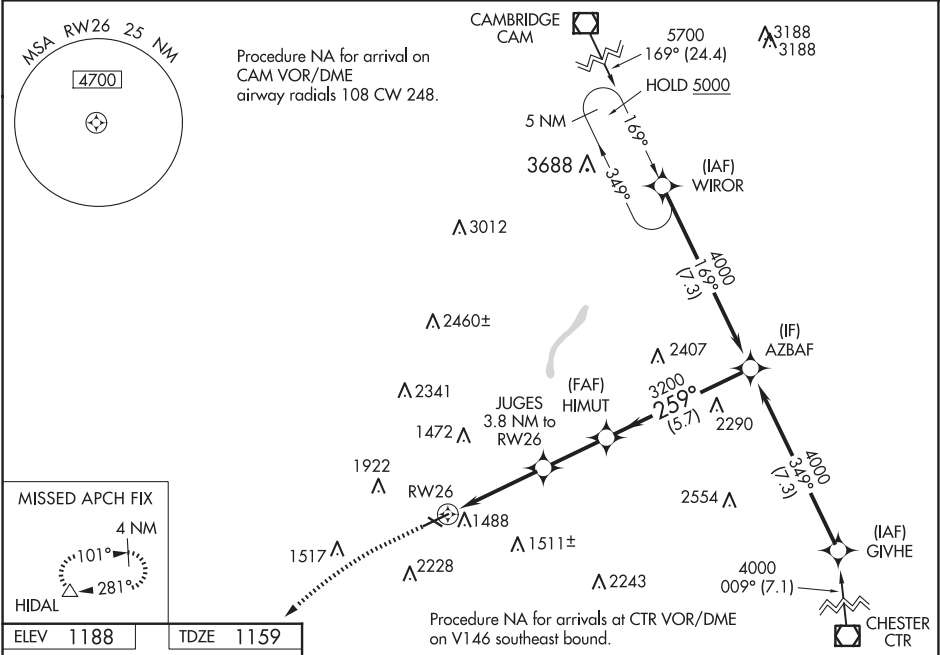 MSA RW26 25 NM
4700
Procedure NA for arrival on
CAM VOR/DME
airway radials 108 CW 248.
CAMBRIDGE
CAM
5700
169° (24.4)
3188
3188
HOLD 5000
5 NM
169°
349°
3688
(IAF)
WIROR
3012
4000
169°
(7.3)
2460±
(IF)
AZBAF
2407
2341
JUGES
3.8 NM to
RW26
(FAF)
HIMUT
3200
259°
(5.7)
2290
1472
1922
RW26
1488
2554
4000
349°
(7.3)
MISSED APCH FIX
4 NM
101°
281°
HIDAL
1517
1511±
2228
2243
(IAF)
GIVHE
4000
009° (7.1)
CHESTER
CTR
Procedure NA for arrivals at CTR VOR/DME
on V146 southeast bound.
ELEV 1188
TDZE 1159